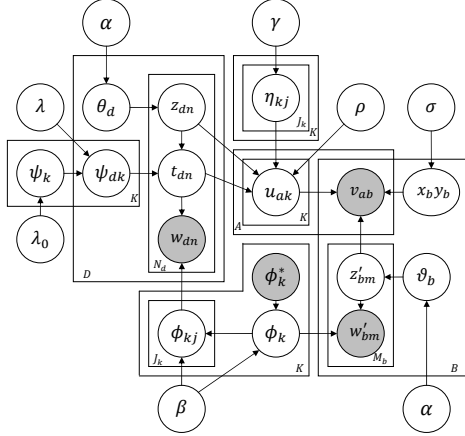 α
γ
λ
θ_d
z_dn
η_kj
J_k
K
ρ
σ
ψ_k
ψ_dk
K
t_dn
u_ak
A
K
v_ab
x_b y_b
λ_0
w_dn
N_d
D
ϕ_k^*
z'_bm
ϑ_b
ϕ_kj
J_k
ϕ_k
K
w'_bm
M_b
B
β
α